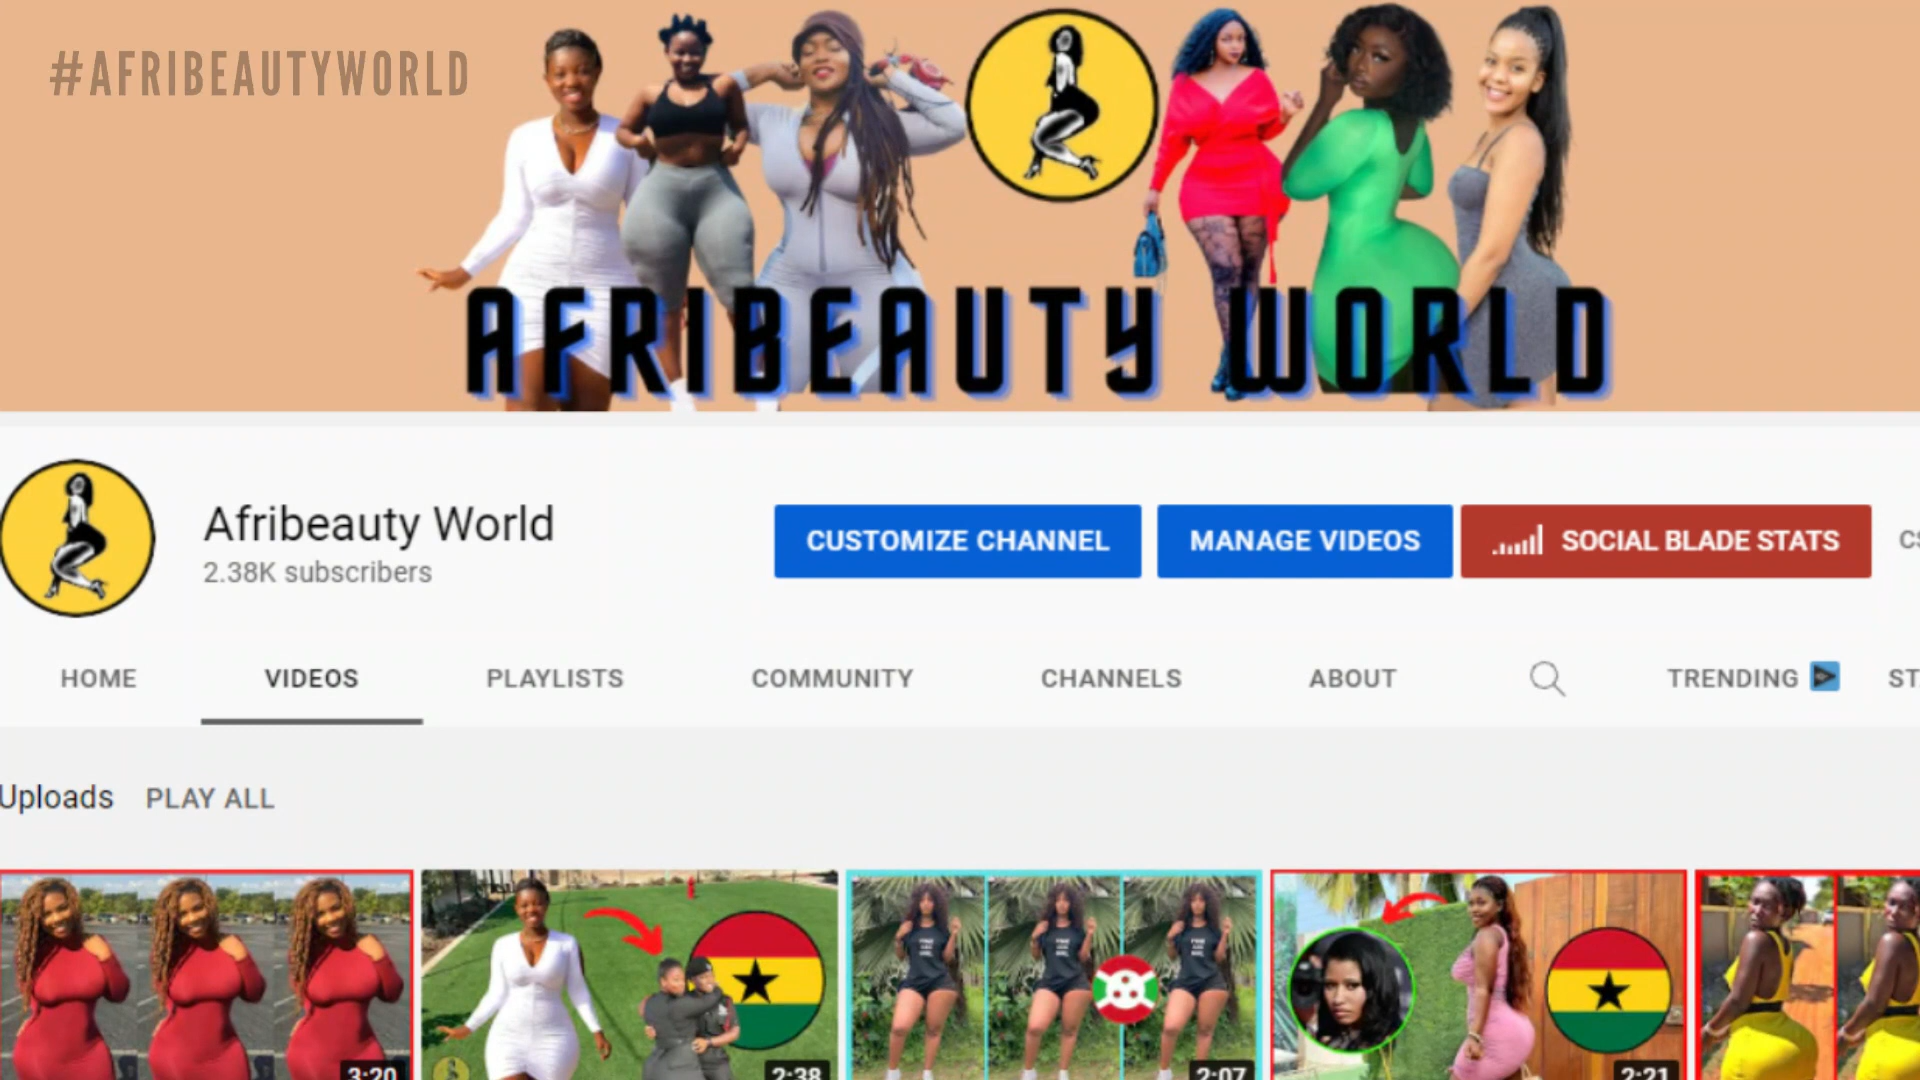 #AFRIBEAUTYWORLD
AFRIBEAUTY WORLD
Afribeauty World
2.38K subscribers
CUSTOMIZE CHANNEL
MANAGE VIDEOS
SOCIAL BLADE STATS
HOME
VIDEOS
PLAYLISTS
COMMUNITY
CHANNELS
ABOUT
TRENDING
Uploads
PLAY ALL
3:20
2:38
2:07
2:21